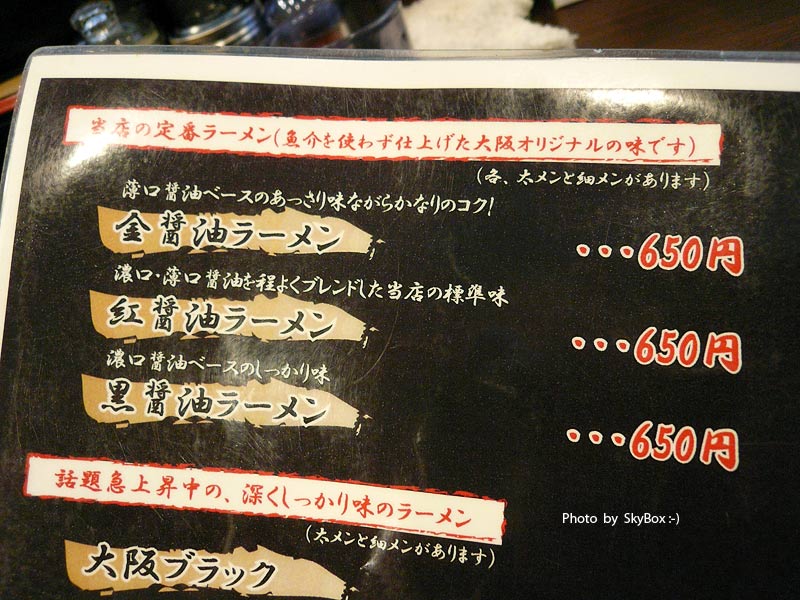 当店の定番ラーメン(魚介を使わず仕上げた大阪オリジナルの味です)
(各、太メンと細メンがあります)
薄口醤油ベースのあっさり味ながらかなりのコク!
金醤油ラーメン ・・・650円
濃口・薄口醤油を程よくブレンドした当店の標準味
紅醤油ラーメン ・・・650円
濃口醤油ベースのしっかり味
黒醤油ラーメン ・・・650円
話題急上昇中の、深くしっかり味のラーメン
(太メンと細メンがあります)
大阪ブラック
Photo by SkyBox :-)